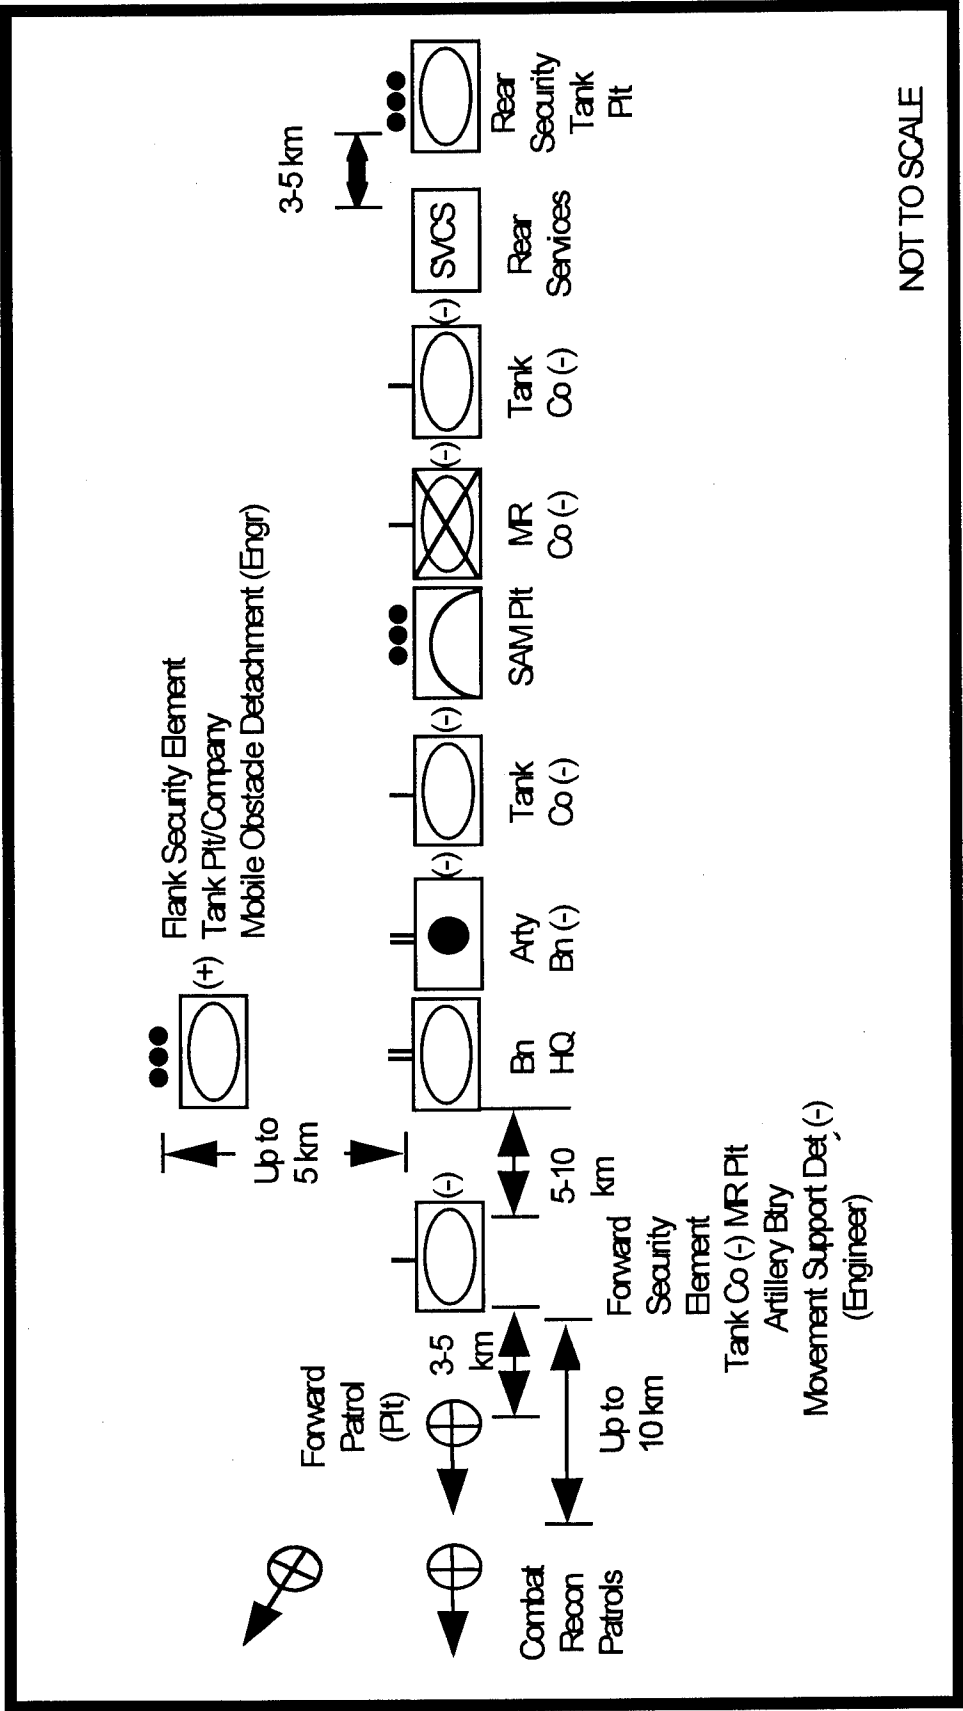 Combat
Recon
Patrols
Forward
Patrol
(Plt)
3-5
km
Up to
10 km
(-)
Forward
Security
Element
Tank Co (-) MR Plt
Artillery Btry
Movement Support Det (-)
(Engineer)
5-10
km
Up to
5 km
(+)
Flank Security Element
Tank Plt/Company
Mobile Obstacle Detachment (Engr)
Bn
HQ
(-)
Arty
Bn (-)
(-)
Tank
Co (-)
SAM Plt
(-)
MR
Co (-)
(-)
Tank
Co (-)
SVCS
Rear
Services
3-5 km
Rear
Security
Tank
Plt
NOT TO SCALE